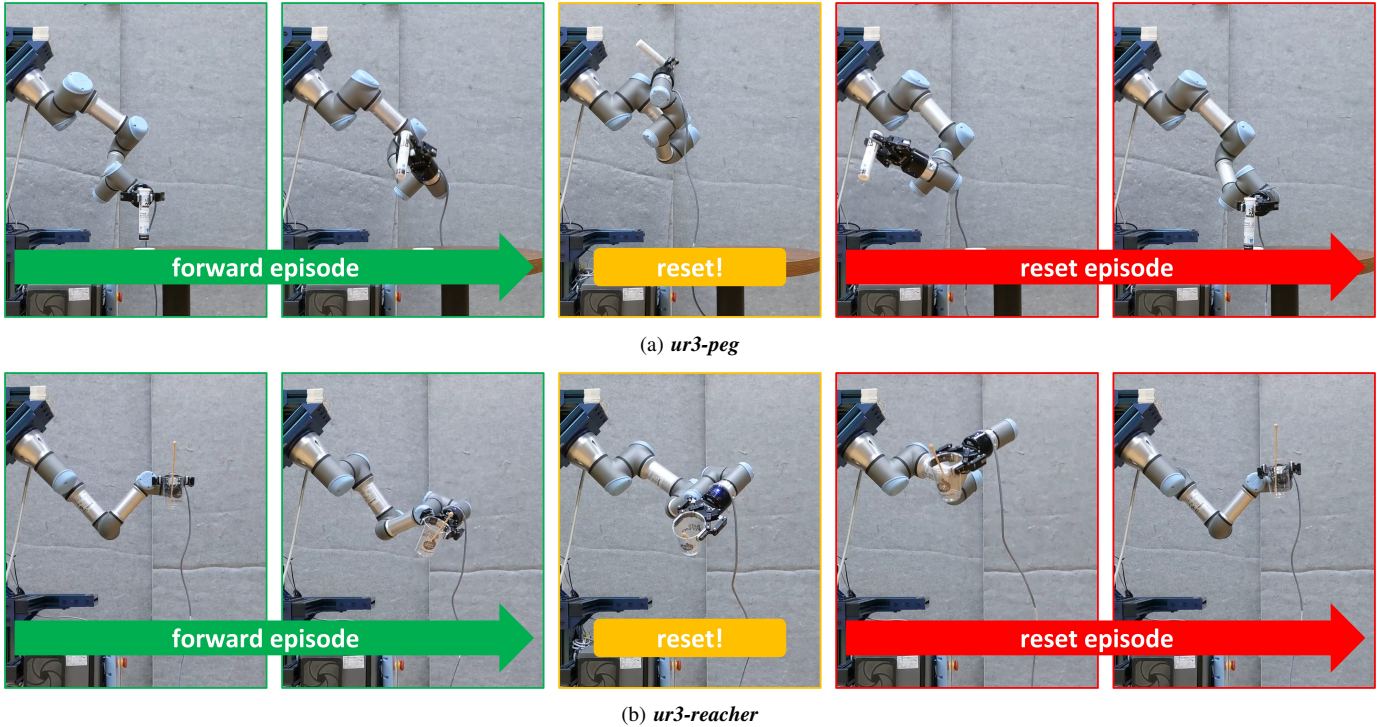 forward episode
reset!
reset episode
(a) ur3-peg
forward episode
reset!
reset episode
(b) ur3-reacher